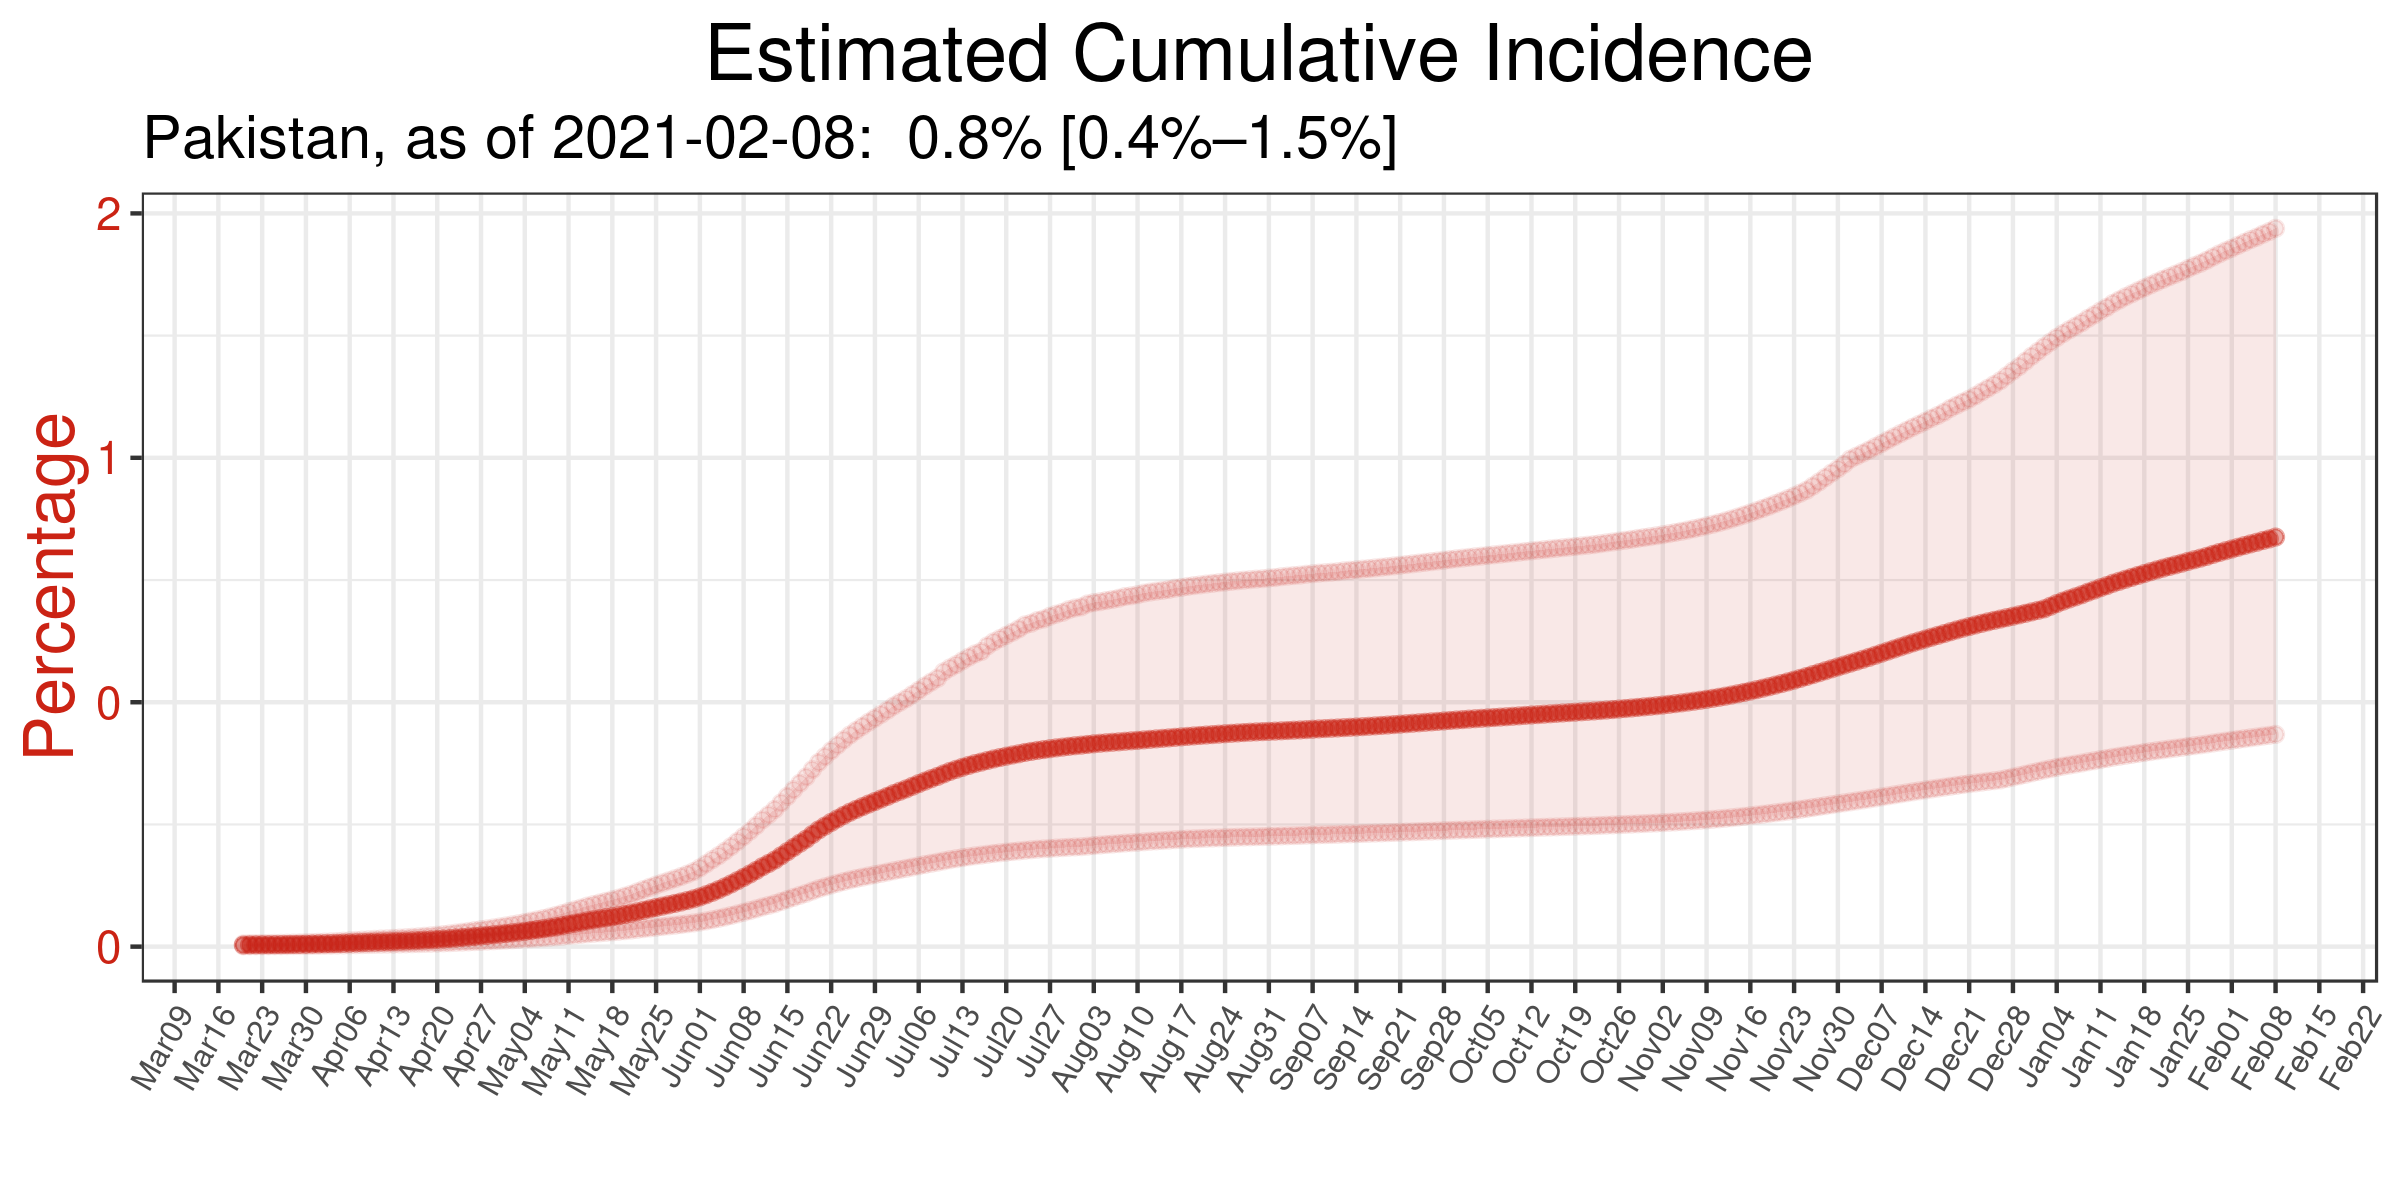 Estimated Cumulative Incidence
Pakistan, as of 2021-02-08:  0.8% [0.4%–1.5%]
Percentage
2
1
0
0
Mar09 Mar16 Mar23 Mar30 Apr06 Apr13 Apr20 Apr27 May04 May11 May18 May25 Jun01 Jun08 Jun15 Jun22 Jun29 Jul06 Jul13 Jul20 Jul27 Aug03 Aug10 Aug17 Aug24 Aug31 Sep07 Sep14 Sep21 Sep28 Oct05 Oct12 Oct19 Oct26 Nov02 Nov09 Nov16 Nov23 Nov30 Dec07 Dec14 Dec21 Dec28 Jan04 Jan11 Jan18 Jan25 Feb01 Feb08 Feb15 Feb22